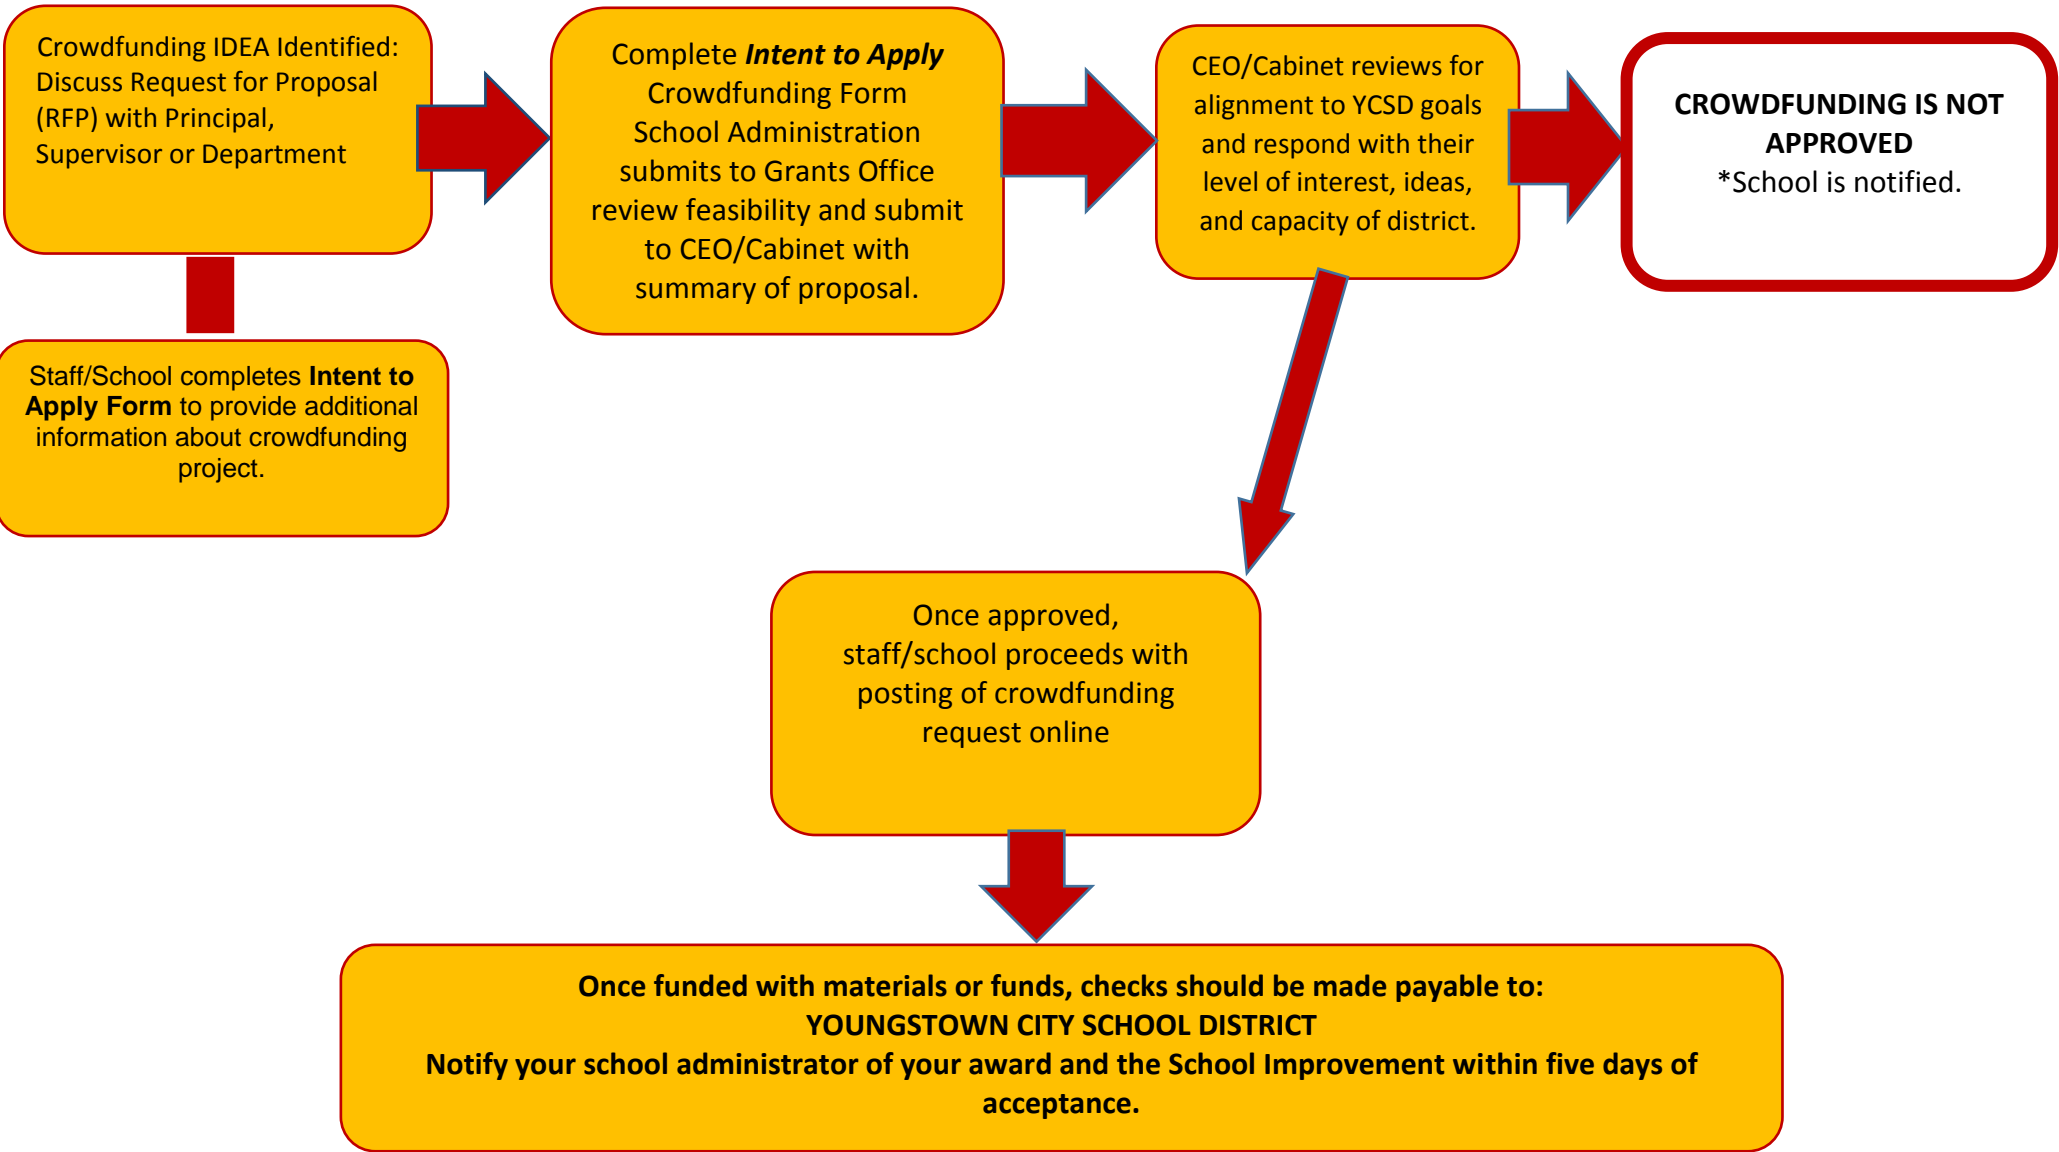 Crowdfunding IDEA Identified:
Discuss Request for Proposal
(RFP) with Principal,
Supervisor or Department
Staff/School completes Intent to
Apply Form to provide additional
information about crowdfunding
project.
Complete Intent to Apply
Crowdfunding Form
School Administration
submits to Grants Office
review feasibility and submit
to CEO/Cabinet with
summary of proposal.
CEO/Cabinet reviews for
alignment to YCSD goals
and respond with their
level of interest, ideas,
and capacity of district.
CROWDFUNDING IS NOT
APPROVED
*School is notified.
Once approved,
staff/school proceeds with
posting of crowdfunding
request online
Once funded with materials or funds, checks should be made payable to:
YOUNGSTOWN CITY SCHOOL DISTRICT
Notify your school administrator of your award and the School Improvement within five days of
acceptance.